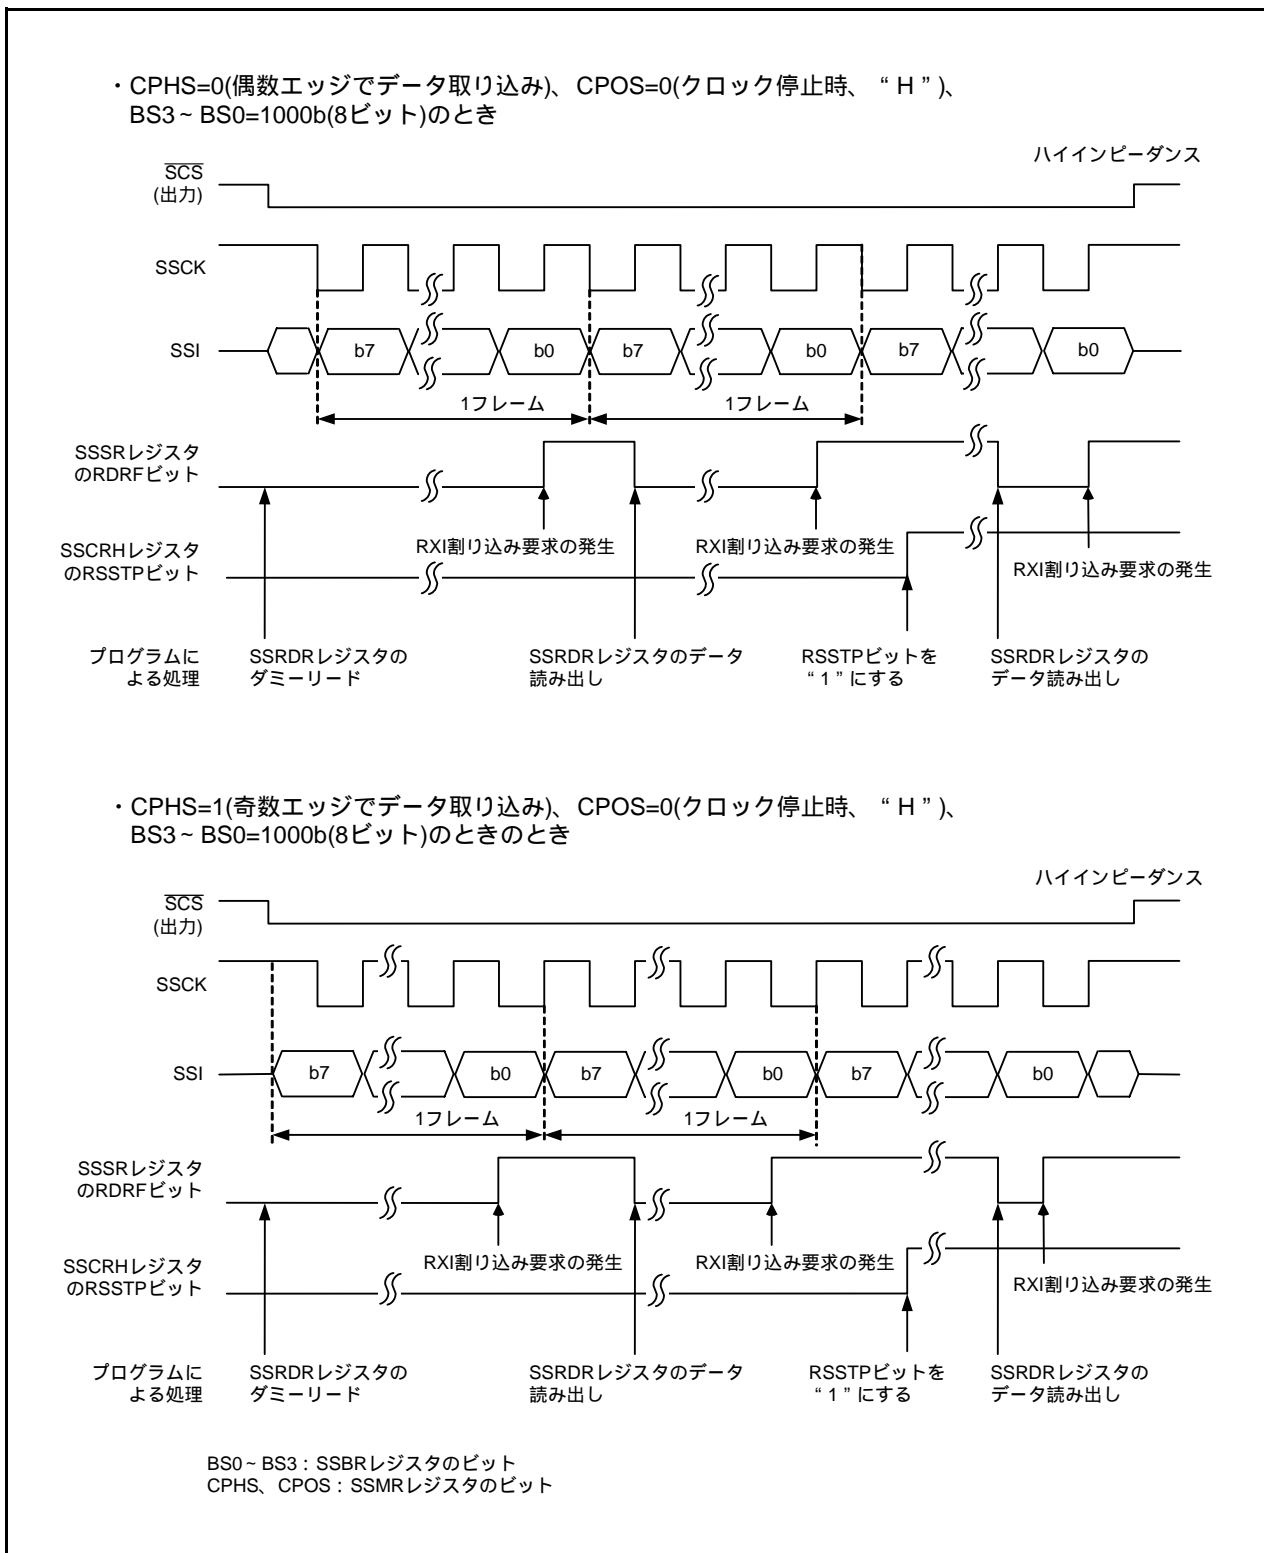 ・CPHS=0(偶数エッジでデータ取り込み)、CPOS=0(クロック停止時、“H”)、
BS3～BS0=1000b(8ビット)のとき
ハイインピーダンス
SCS
(出力)
SSCK
SSI
b7
b0
b7
b0
b7
b0
1フレーム
1フレーム
SSSRレジスタ
のRDRFビット
RXI割り込み要求の発生
RXI割り込み要求の発生
RXI割り込み要求の発生
SSCRHレジスタ
のRSSTPビット
プログラムに
よる処理
SSRDRレジスタの
ダミーリード
SSRDRレジスタのデータ
読み出し
RSSTPビットを
“1”にする
SSRDRレジスタの
データ読み出し
・CPHS=1(奇数エッジでデータ取り込み)、CPOS=0(クロック停止時、“H”)、
BS3～BS0=1000b(8ビット)のときのとき
ハイインピーダンス
SCS
(出力)
SSCK
SSI
b7
b0
b7
b0
b7
b0
1フレーム
1フレーム
SSSRレジスタ
のRDRFビット
RXI割り込み要求の発生
RXI割り込み要求の発生
RXI割り込み要求の発生
SSCRHレジスタ
のRSSTPビット
プログラムに
よる処理
SSRDRレジスタの
ダミーリード
SSRDRレジスタのデータ
読み出し
RSSTPビットを
“1”にする
SSRDRレジスタの
データ読み出し
BS0～BS3：SSBRレジスタのビット
CPHS、CPOS：SSMRレジスタのビット